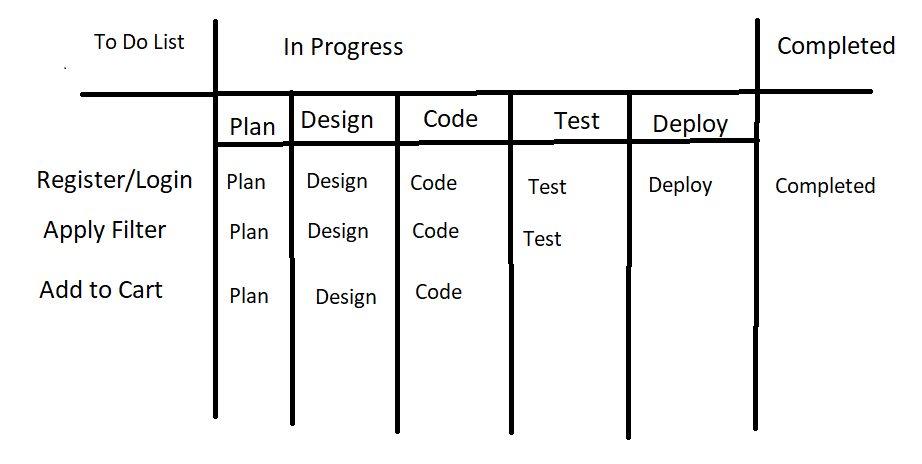 To Do List In Progress Completed
Plan Design Code Test Deploy
Register/Login Plan Design Code Test Deploy Completed
Apply Filter Plan Design Code Test
Add to Cart Plan Design Code